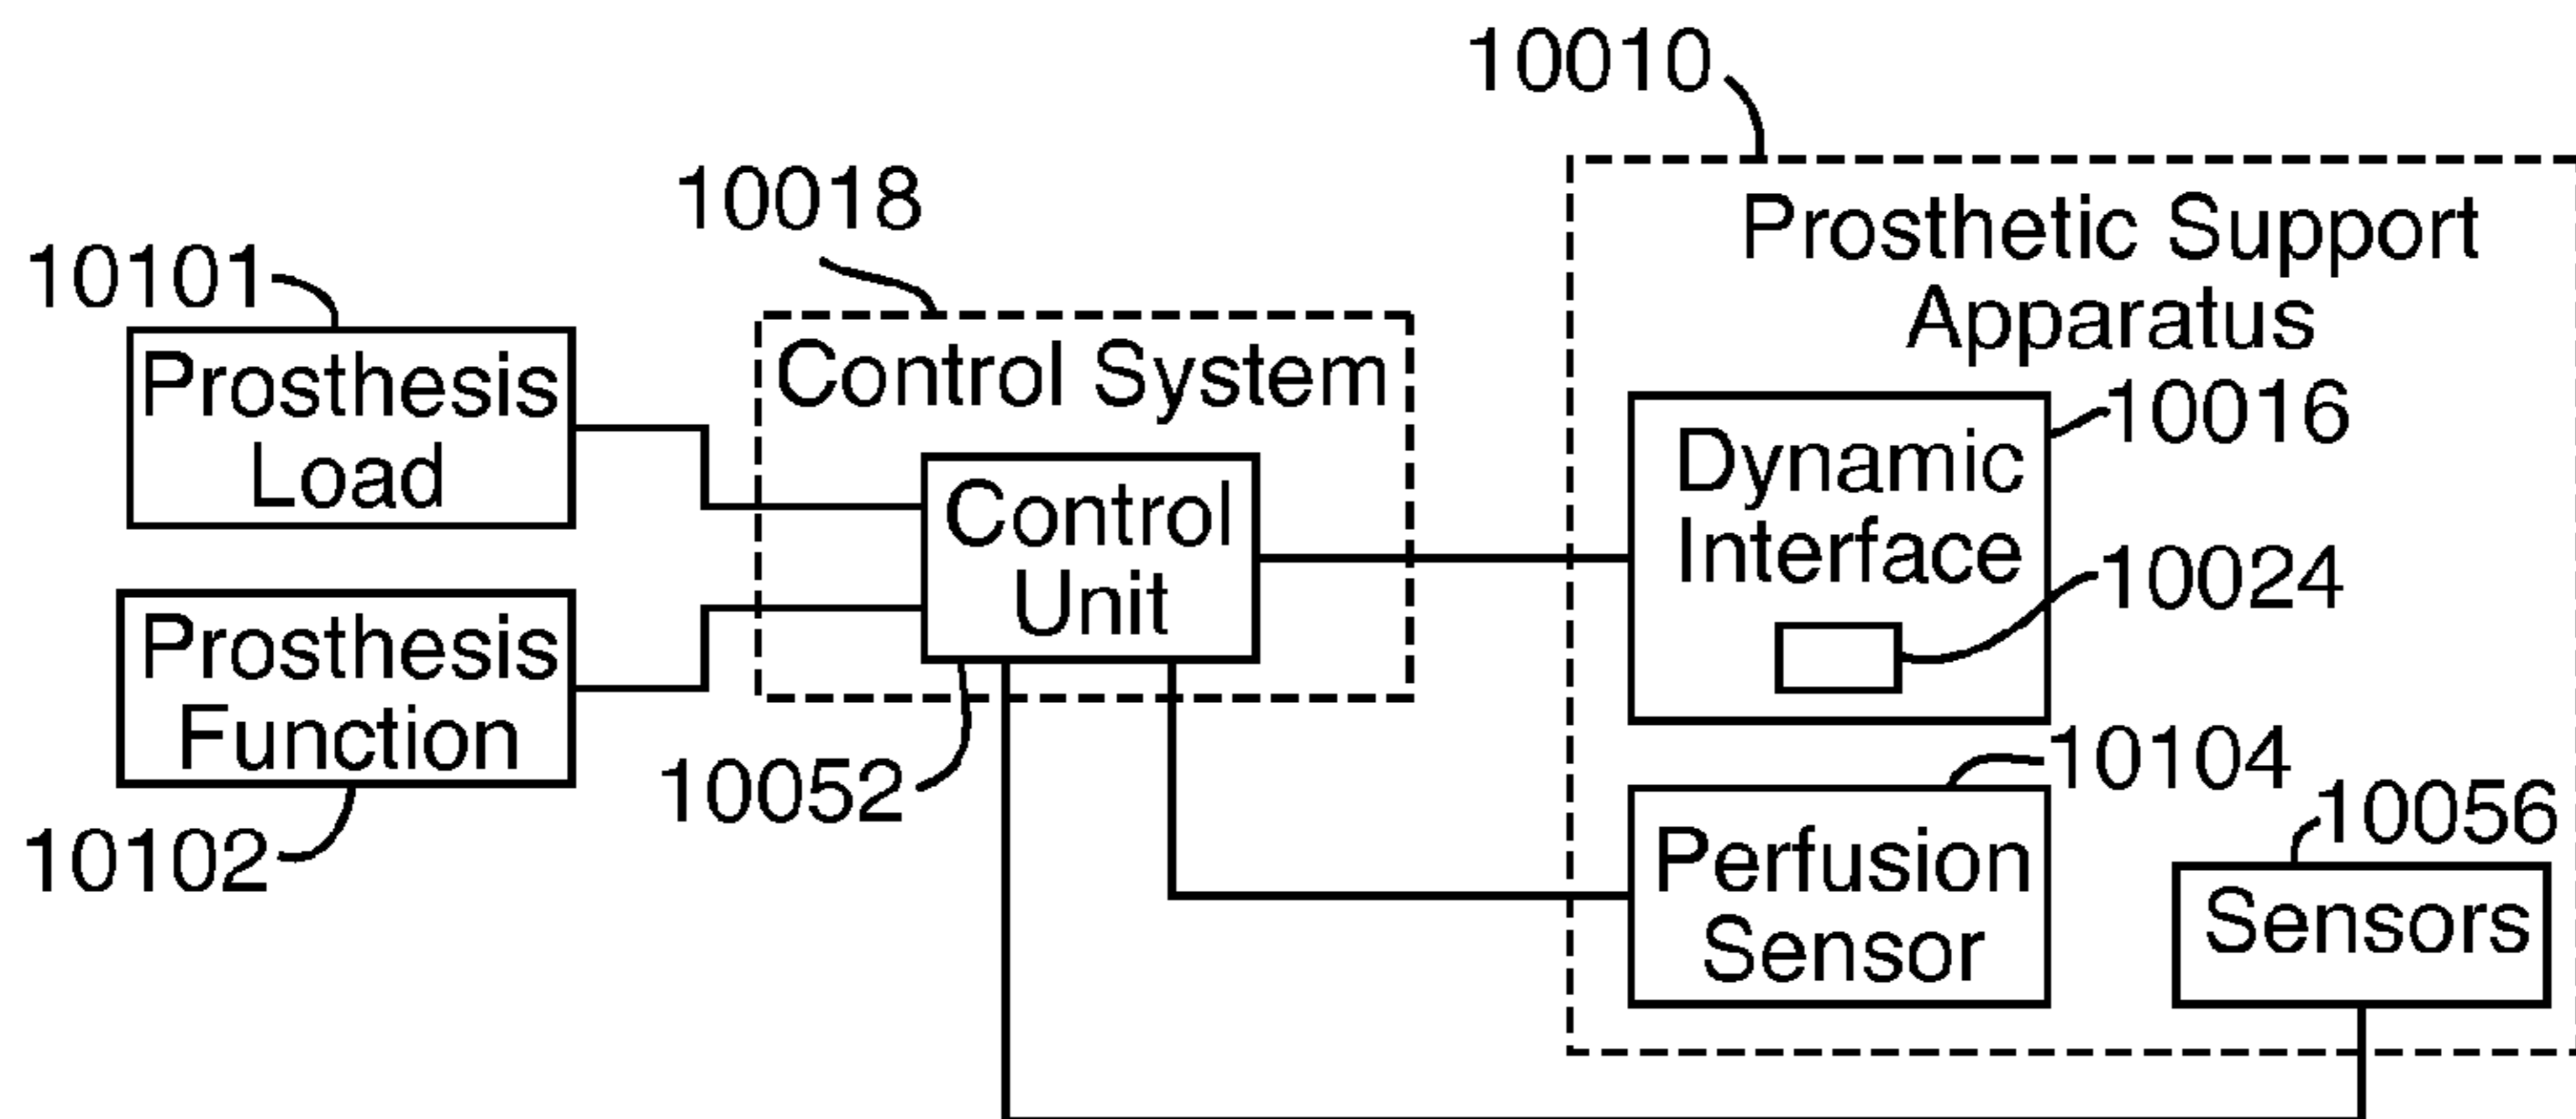 10010
10018
Prosthetic Support
Apparatus
10101
Prosthesis
Load
Control System
10016
Dynamic
Interface
Control
Unit
10024
Prosthesis
Function
10052
10104
Perfusion
Sensor
10056
Sensors
10102